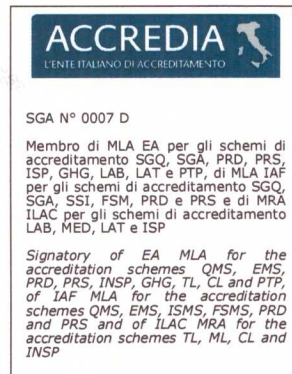 ACCREDIA
L'ENTE ITALIANO DI ACCREDITAMENTO
SGA N° 0007 D
Membro di MLA EA per gli schemi di
accreditamento SGQ, SGA, PRD, PRS,
ISP, GHG, LAB, LAT e PTP, di MLA IAF
per gli schemi di accreditamento SGQ,
SGA, SSI, FSM, PRD e PRS e di MRA
ILAC per gli schemi di accreditamento
LAB, MED, LAT e ISP
Signatory of EA MLA for the
accreditation schemes QMS, EMS,
PRD, PRS, INSP, GHG, TL, CL and PTP,
of IAF MLA for the accreditation
schemes QMS, EMS, ISMS, FSMS, PRD
and PRS and of ILAC MRA for the
accreditation schemes TL, ML, CL and
INSP